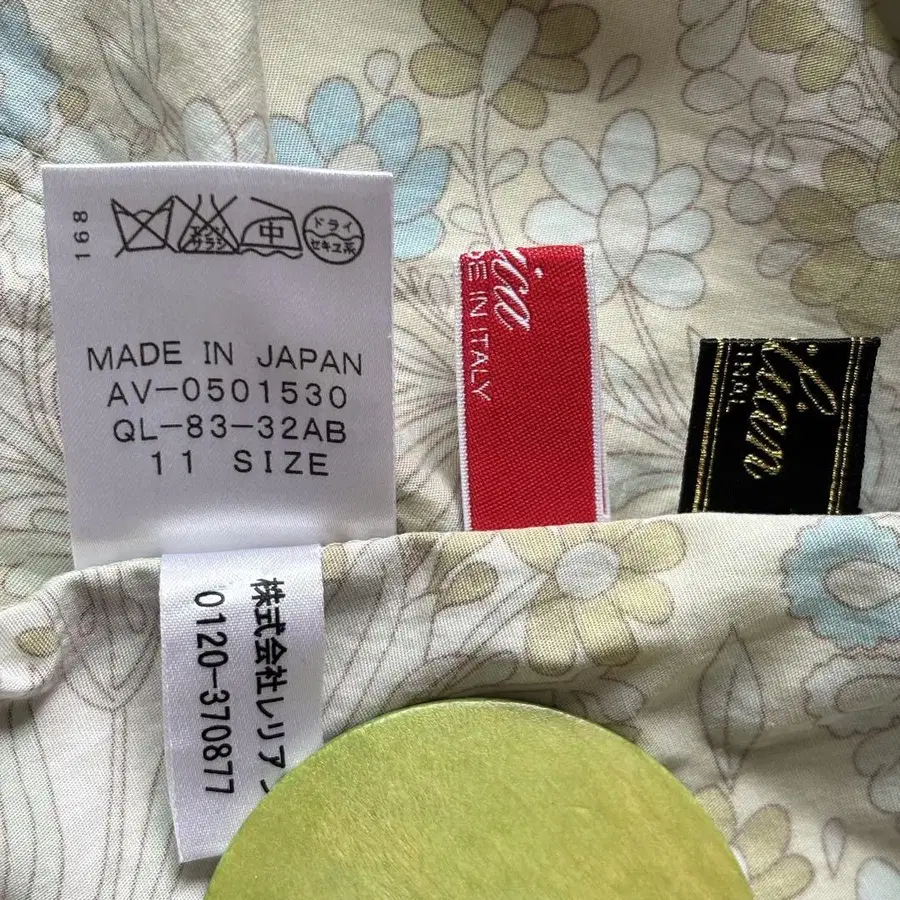 168
エンソ
サラシ
中
ドライ
セキユ系
MADE IN JAPAN
AV-0501530
QL-83-32AB
11 SIZE
DE IN ITALY
株式会社レリア
0120-370877